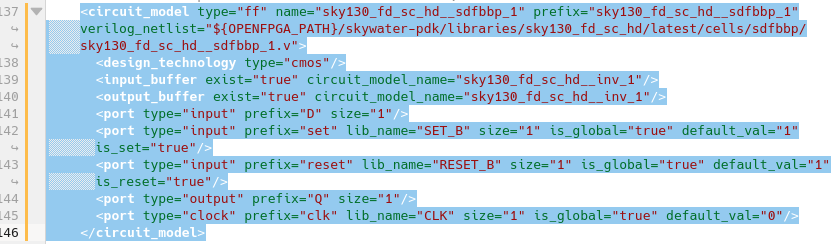 137 <circuit_model type="ff" name="sky130_fd_sc_hd__sdfbbp_1" prefix="sky130_fd_sc_hd__sdfbbp_1"
verilog_netlist="${OPENFPGA_PATH}/skywater-pdk/libraries/sky130_fd_sc_hd/latest/cells/sdfbbp/
sky130_fd_sc_hd__sdfbbp_1.v">
138 <design_technology type="cmos"/>
139 <input_buffer exist="true" circuit_model_name="sky130_fd_sc_hd__inv_1"/>
140 <output_buffer exist="true" circuit_model_name="sky130_fd_sc_hd__inv_1"/>
141 <port type="input" prefix="D" size="1"/>
142 <port type="input" prefix="set" lib_name="SET_B" size="1" is_global="true" default_val="1"
is_set="true"/>
143 <port type="input" prefix="reset" lib_name="RESET_B" size="1" is_global="true" default_val="1"
is_reset="true"/>
144 <port type="output" prefix="Q" size="1"/>
145 <port type="clock" prefix="clk" lib_name="CLK" size="1" is_global="true" default_val="0"/>
146 </circuit_model>